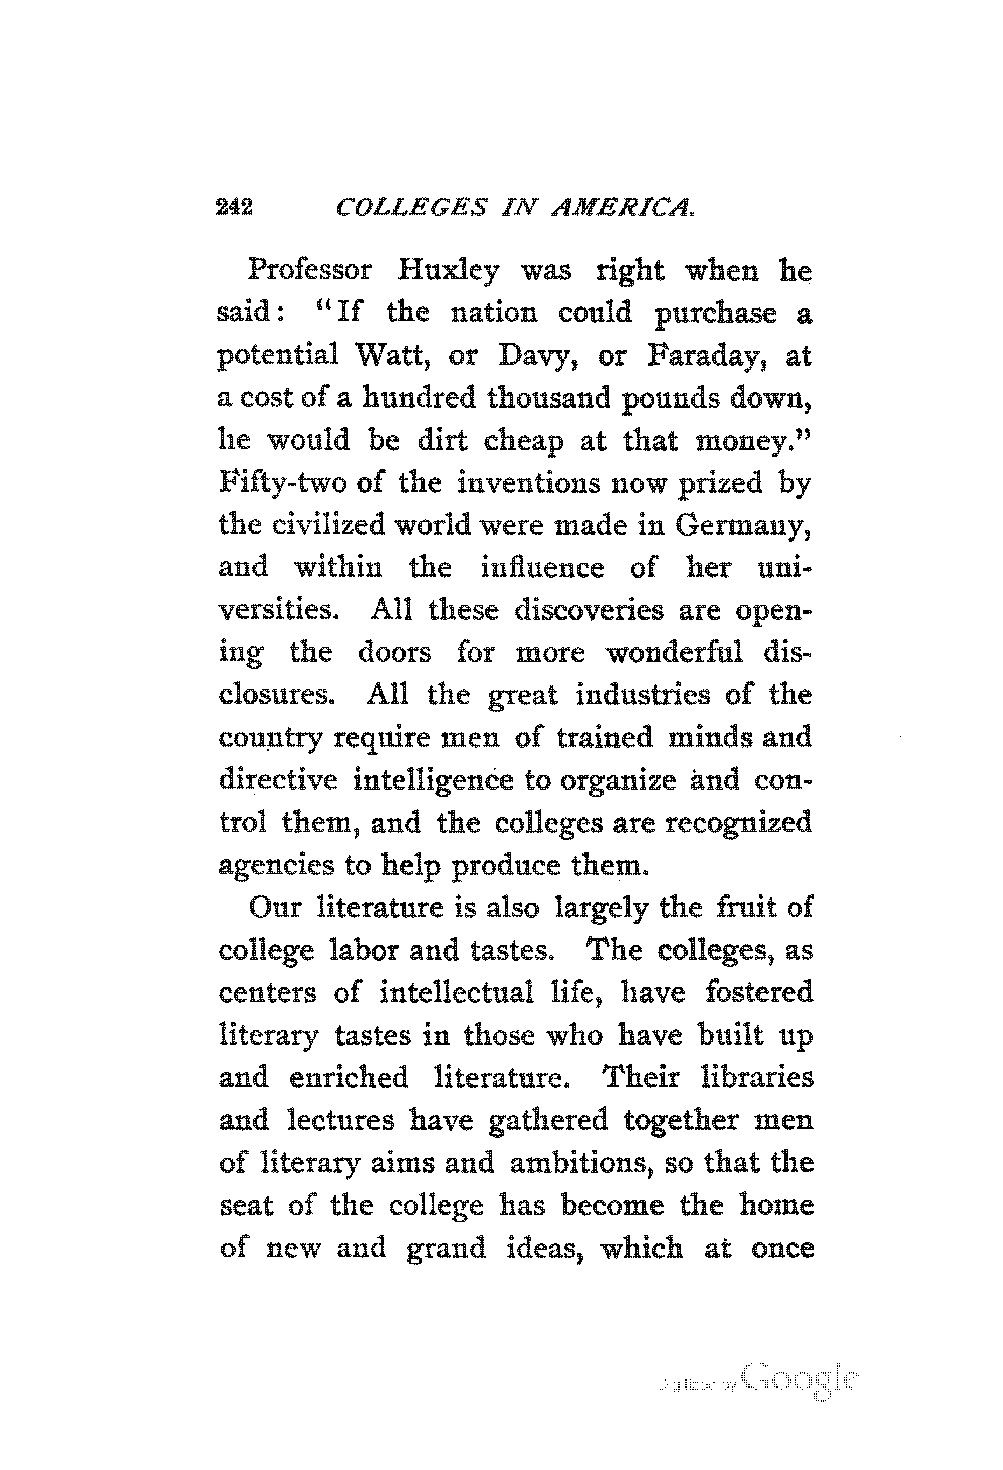 242 COLLEGES IN AMERICA.
Professor Huxley was right when he
said: "If the nation could purchase a
potential Watt, or Davy, or Faraday, at
a cost of a hundred thousand pounds down,
he would be dirt cheap at that money."
Fifty-two of the inventions now prized by
the civilized world were made in Germany,
and within the influence of her uni-
versities. All these discoveries are open-
ing the doors for more wonderful dis-
closures. All the great industries of the
country require men of trained minds and
directive intelligence to organize and con-
trol them, and the colleges are recognized
agencies to help produce them.
Our literature is also largely the fruit of
college labor and tastes. The colleges, as
centers of intellectual life, have fostered
literary tastes in those who have built up
and enriched literature. Their libraries
and lectures have gathered together men
of literary aims and ambitions, so that the
seat of the college has become the home
of new and grand ideas, which at once
Digitized by Google